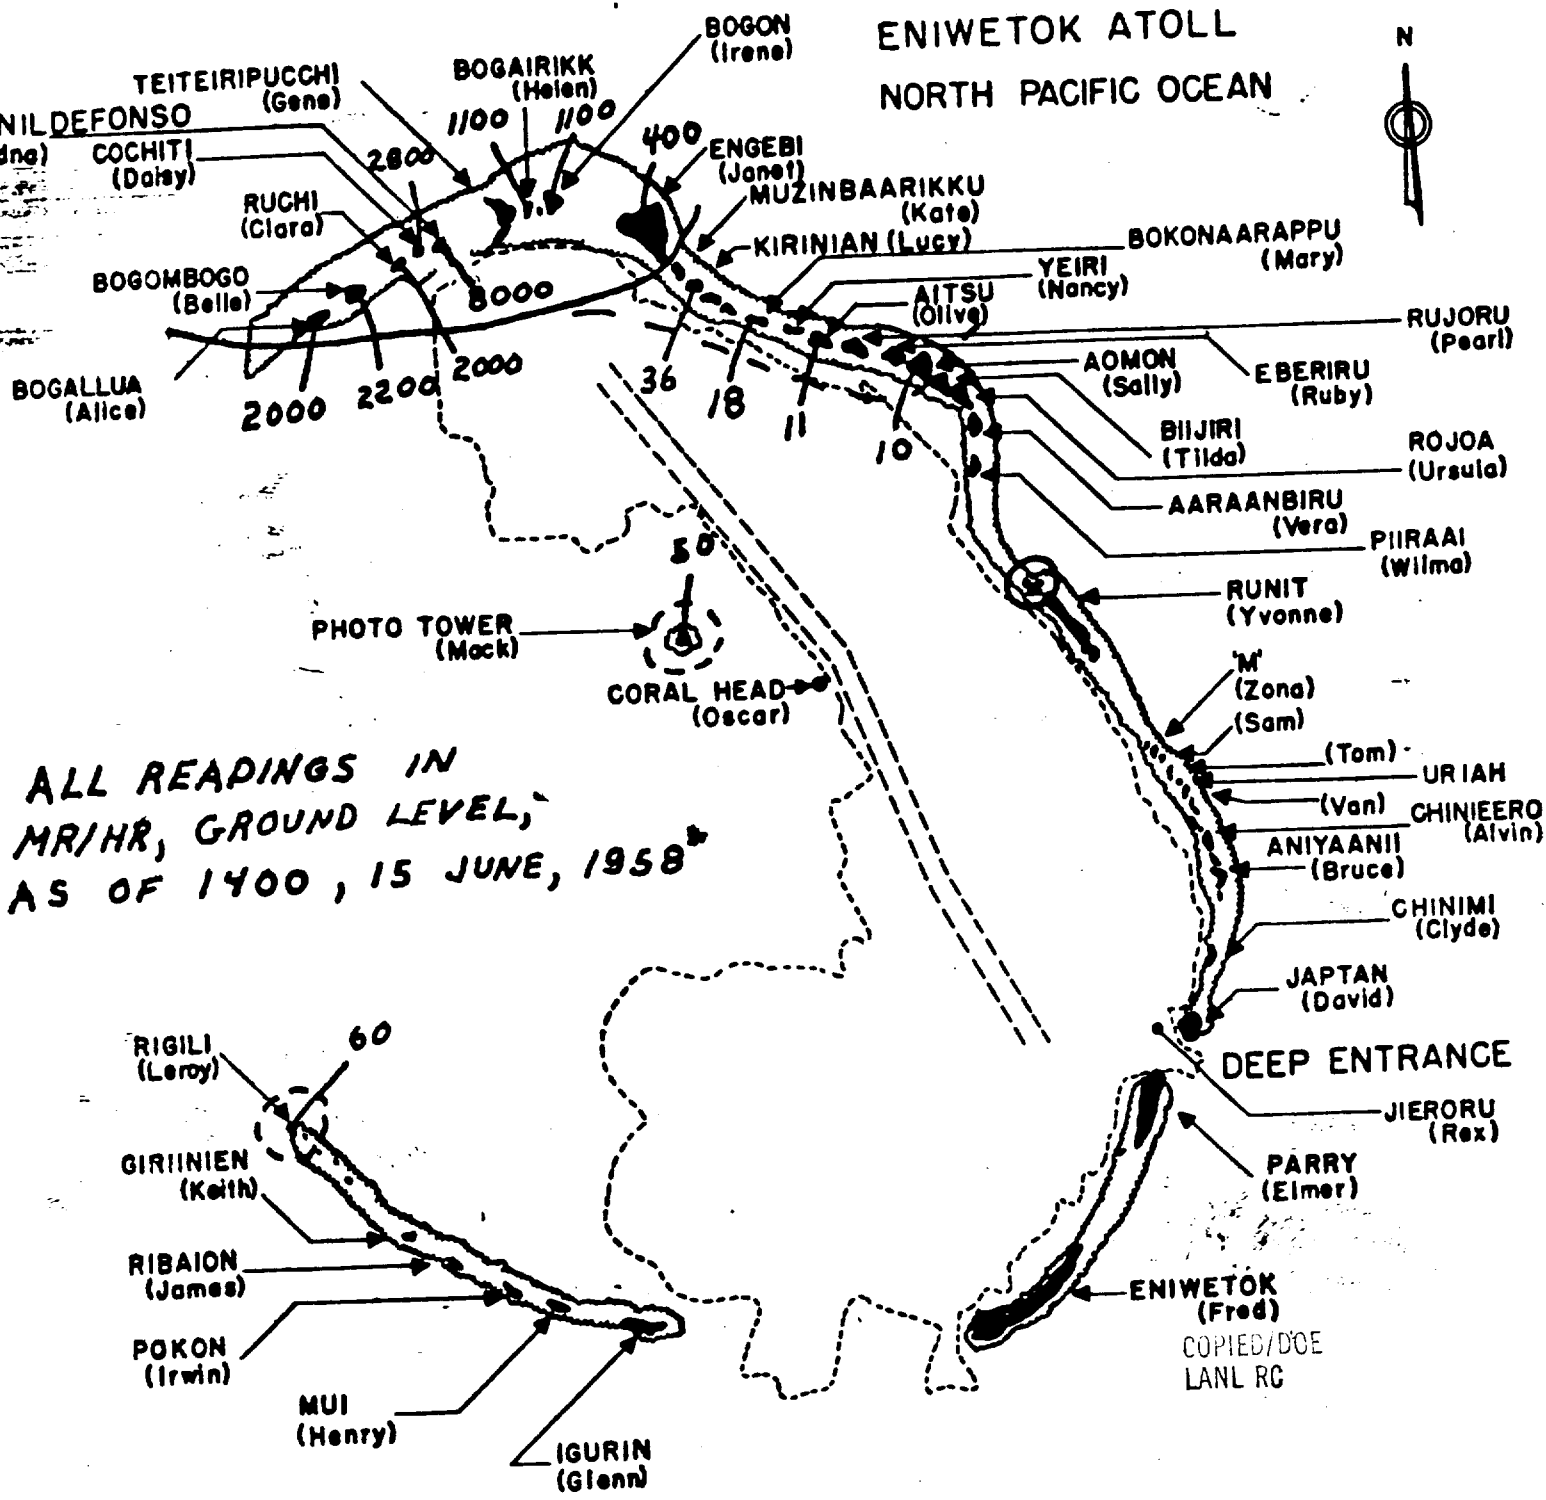 ENIWETOK ATOLL
NORTH PACIFIC OCEAN
N
BOGON
(Irene)
BOGAIRIKK
(Helen)
TEITEIRIPUCCHI
(Gene)
NILDEFONSO
dna)
COCHITI
(Daisy)
RUCHI
(Clara)
BOGOMBOGO
(Belle)
BOGALLUA
(Alice)
1100
1100
400
2800
8000
2000
2200
2000
ENGEBI
(Janet)
MUZINBAARIKKU
(Kate)
KIRINIAN (Lucy)
BOKONAARAPPU
(Mary)
YEIRI
(Nancy)
AITSU
(Olive)
RUJORU
(Pearl)
EBERIRU
(Ruby)
AOMON
(Sally)
BIIJIRI
(Tilda)
ROJOA
(Ursula)
AARAANBIRU
(Vera)
PIIRAAI
(Wilma)
36
18
11
10
RUNIT
(Yvonne)
50
PHOTO TOWER
(Mack)
CORAL HEAD
(Oscar)
'M'
(Zona)
(Sam)
(Tom)
URIAH
(Van)
CHINIEERO
(Alvin)
ANIYAANII
(Bruce)
CHINIMI
(Clyde)
JAPTAN
(David)
ALL READINGS IN
MR/HR, GROUND LEVEL,
AS OF 1400, 15 JUNE, 1958*
DEEP ENTRANCE
JIERORU
(Rex)
PARRY
(Elmer)
ENIWETOK
(Fred)
COPIED/DOE
LANL RC
60
RIGILI
(Leroy)
GIRIINIEN
(Keith)
RIBAION
(James)
POKON
(Irwin)
MUI
(Henry)
IGURIN
(Glenn)